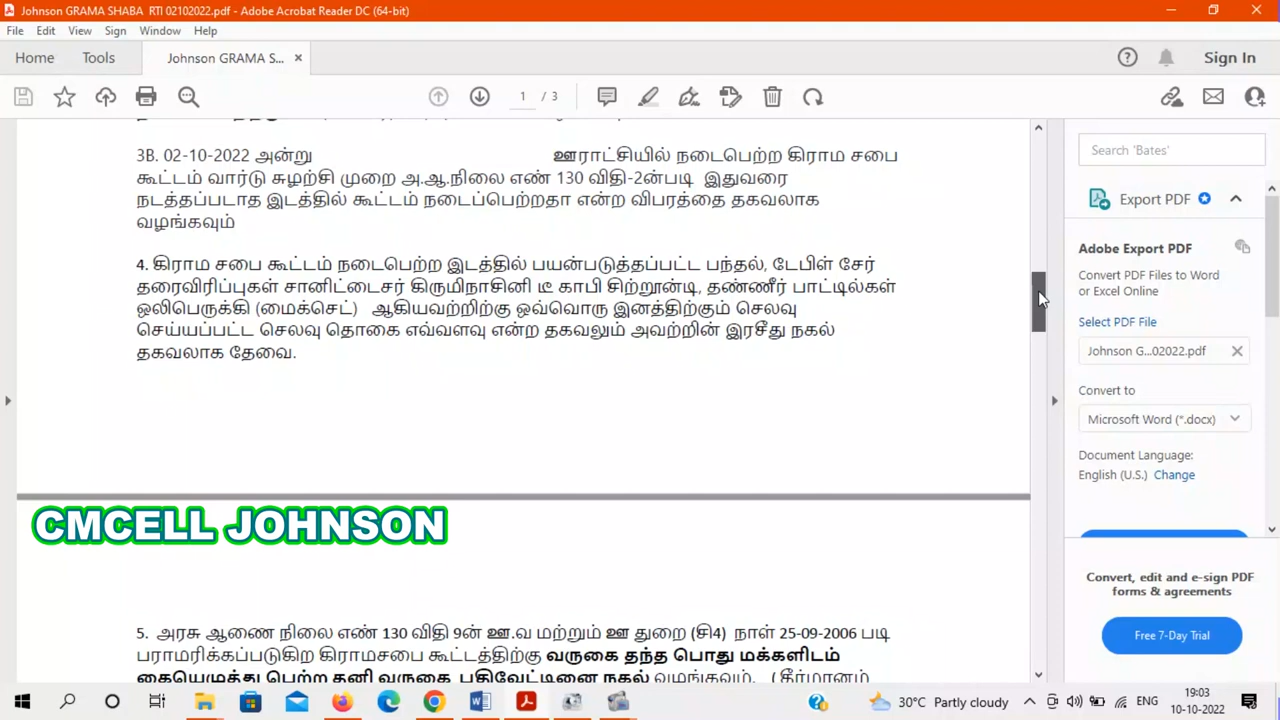 Johnson GRAMA SHABA RTI 02102022.pdf - Adobe Acrobat Reader DC (64-bit)
File Edit View Sign Window Help
Home Tools Johnson GRAMA S... × Sign In
1 / 3
3B. 02-10-2022 அன்று ஊராட்சியில் நடைபெற்ற கிராம சபை
கூட்டம் வார்டு சுழற்சி முறை அ.ஆ.நிலை எண் 130 விதி-2ன்படி இதுவரை
நடத்தப்படாத இடத்தில் கூட்டம் நடைப்பெற்றதா என்ற விபரத்தை தகவலாக
வழங்கவும்
4. கிராம சபை கூட்டம் நடைபெற்ற இடத்தில் பயன்படுத்தப்பட்ட பந்தல், டேபிள் சேர்
தரைவிரிப்புகள் சானிட்டைசர் கிருமிநாசினி டீ காபி சிற்றூன்டி, தண்ணீர் பாட்டில்கள்
ஒலிபெருக்கி (மைக்செட்) ஆகியவற்றிற்கு ஒவ்வொரு இனத்திற்கும் செலவு
செய்யப்பட்ட செலவு தொகை எவ்வளவு என்ற தகவலும் அவற்றின் இரசீது நகல்
தகவலாக தேவை.
CMCELL JOHNSON
5. அரசு ஆணை நிலை எண் 130 விதி 9ன் ஊ.வ மற்றும் ஊ துறை (சி4) நாள் 25-09-2006 படி
பராமரிக்கப்படுகிற கிராமசபை கூட்டத்திற்கு வருகை தந்த பொது மக்களிடம்
கையெழுத்து பெற்ற தனி வருகை பதிவேட்டினை நகல் வழங்கவும். (தீர்மானம்
Search 'Bates'
Export PDF
Adobe Export PDF
Convert PDF Files to Word
or Excel Online
Select PDF File
Johnson G...02022.pdf ×
Convert to
Microsoft Word (*.docx)
Document Language:
English (U.S.) Change
Convert, edit and e-sign PDF
forms & agreements
Free 7-Day Trial
30°C Partly cloudy ENG 19:03
10-10-2022